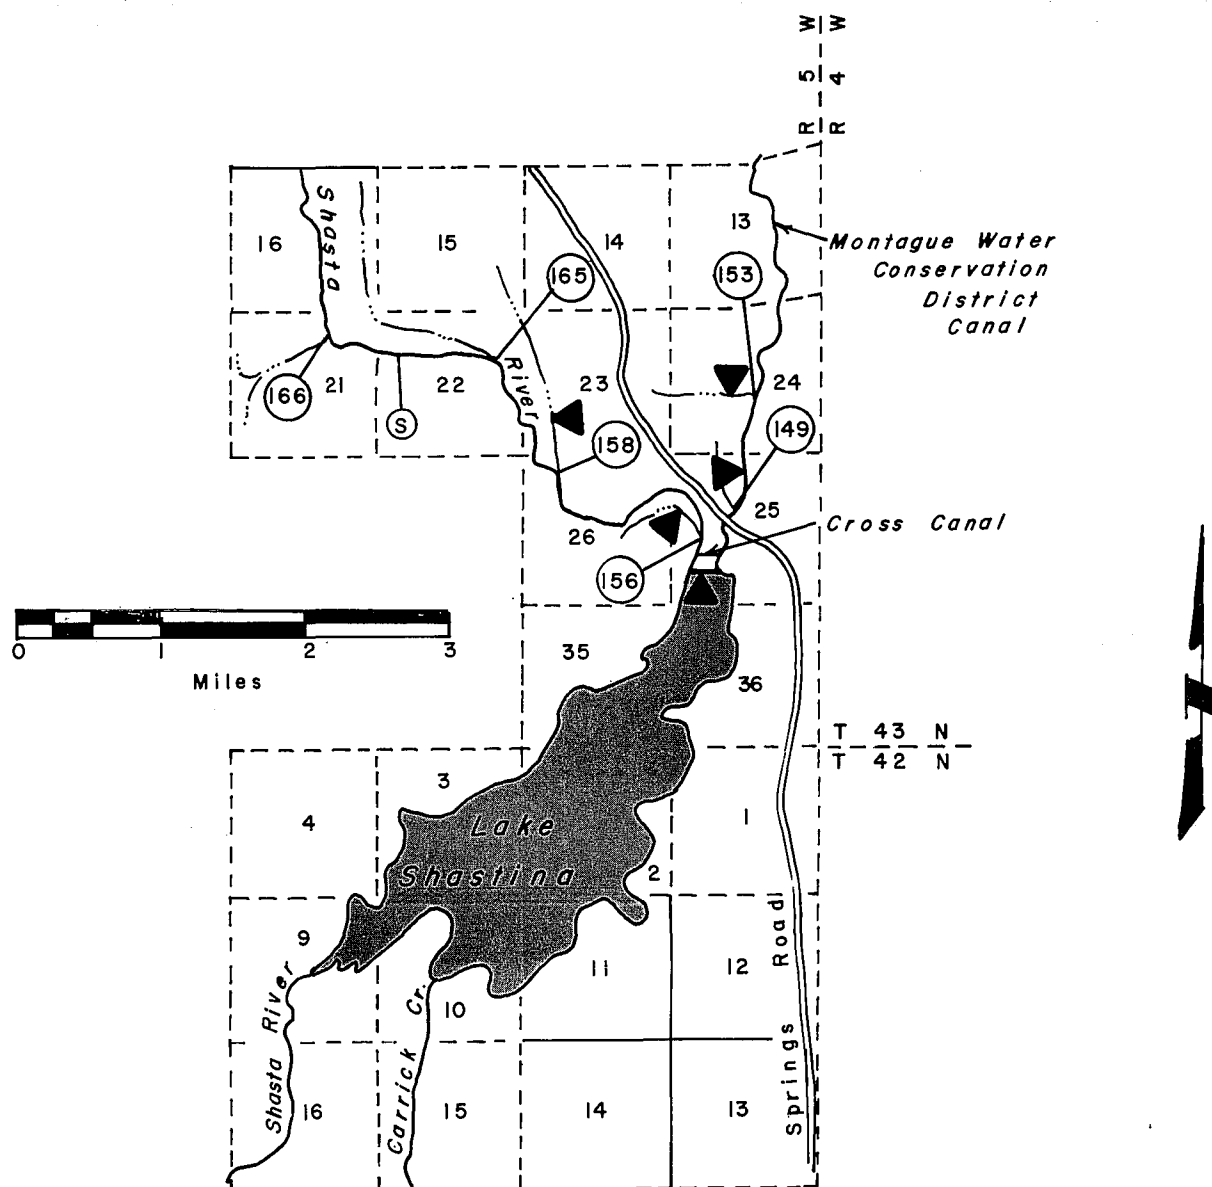 W W
5 4
R R
Shasta
16
15
14
13
Montague Water
Conservation
District
Canal
165
153
River
21
22
23
24
166
S
158
149
25
26
Cross Canal
156
0 1 2 3
Miles
35
36
T 43 N
T 42 N
3
4
1
Lake
Shastina
2
9
11
12
10
Shasta River
Carrick Cr.
Springs Road
16
15
14
13